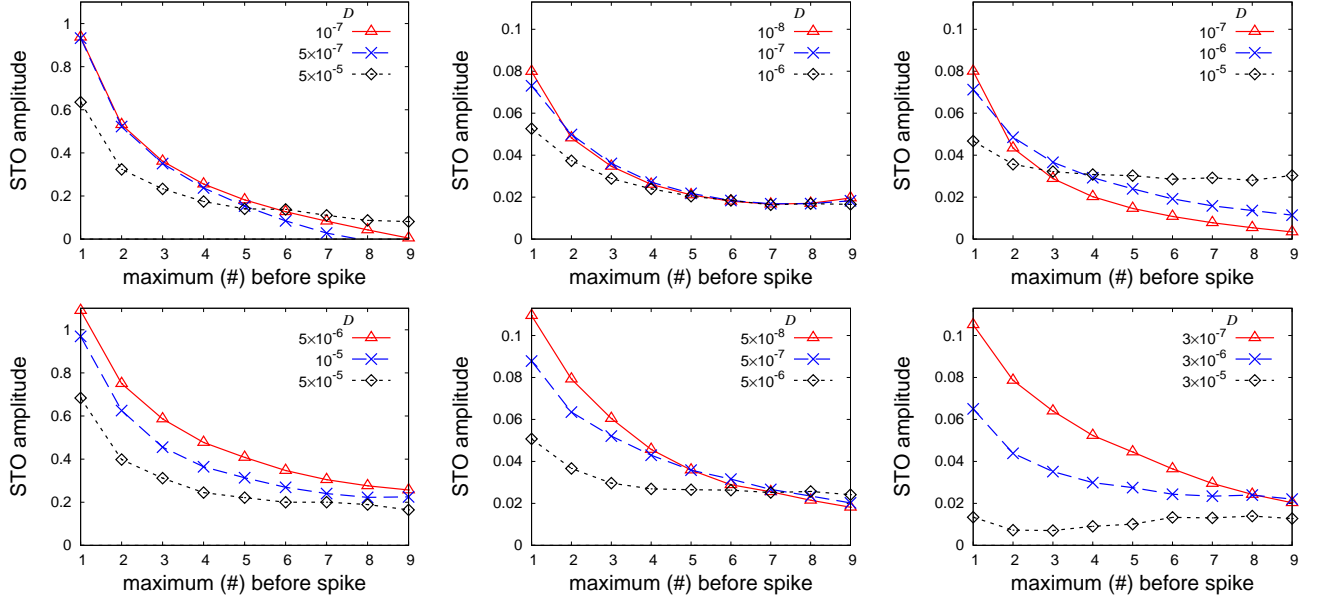 D
10⁻⁷
5×10⁻⁷
5×10⁻⁵
STO amplitude
1
0.8
0.6
0.4
0.2
0
1 2 3 4 5 6 7 8 9
maximum (#) before spike
D
10⁻⁸
10⁻⁷
10⁻⁶
STO amplitude
0.1
0.08
0.06
0.04
0.02
0
1 2 3 4 5 6 7 8 9
maximum (#) before spike
D
10⁻⁷
10⁻⁶
10⁻⁵
STO amplitude
0.1
0.08
0.06
0.04
0.02
0
1 2 3 4 5 6 7 8 9
maximum (#) before spike
D
5×10⁻⁶
10⁻⁵
5×10⁻⁵
STO amplitude
1
0.8
0.6
0.4
0.2
0
1 2 3 4 5 6 7 8 9
maximum (#) before spike
D
5×10⁻⁸
5×10⁻⁷
5×10⁻⁶
STO amplitude
0.1
0.08
0.06
0.04
0.02
0
1 2 3 4 5 6 7 8 9
maximum (#) before spike
D
3×10⁻⁷
3×10⁻⁶
3×10⁻⁵
STO amplitude
0.1
0.08
0.06
0.04
0.02
0
1 2 3 4 5 6 7 8 9
maximum (#) before spike